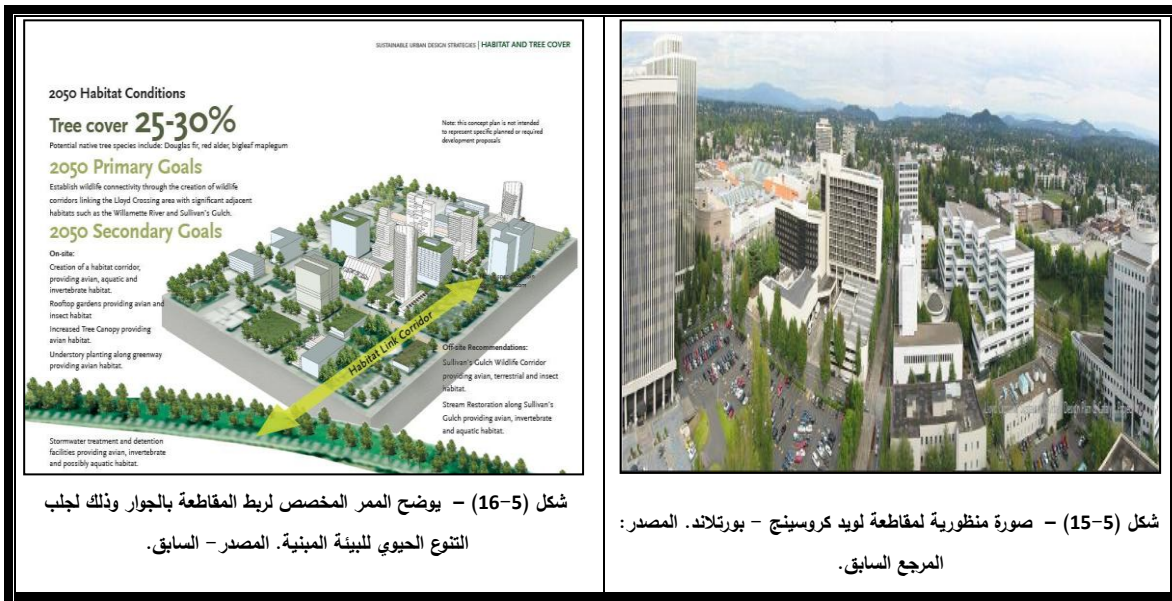 SUSTAINABLE URBAN DESIGN STRATEGIES | HABITAT AND TREE COVER
2050 Habitat Conditions
Tree cover 25-30%
Potential native tree species include: Douglas fir, red alder, bigleaf maplegum
Note: this concept plan is not intended
to represent specific planned or required
development proposals
2050 Primary Goals
Establish wildlife connectivity through the creation of wildlife
corridors linking the Lloyd Crossing area with significant adjacent
habitats such as the Willamette River and Sullivan's Gulch.
2050 Secondary Goals
On-site:
Creation of a habitat corridor,
providing avian, aquatic and
invertebrate habitat.
Rooftop gardens providing avian and
insect habitat
Increased Tree Canopy providing
avian habitat.
Understory planting along greenway
providing avian habitat.
Stormwater treatment and detention
facilities providing avian, invertebrate
and possibly aquatic habitat.
Habitat Link Corridor
Off-site Recommendations:
Sullivan's Gulch Wildlife Corridor
providing avian, terrestrial and insect
habitat.
Stream Restoration along Sullivan's
Gulch providing avian, invertebrate
and aquatic habitat.
شكل (5-15) – صورة منظورية لمقاطعة لويد كروسينج - بورتلاند. المصدر:
المرجع السابق.
شكل (5-16) – يوضح الممر المخصص لربط المقاطعة بالجوار وذلك لجلب
التنوع الحيوي للبيئة المبنية. المصدر- السابق.